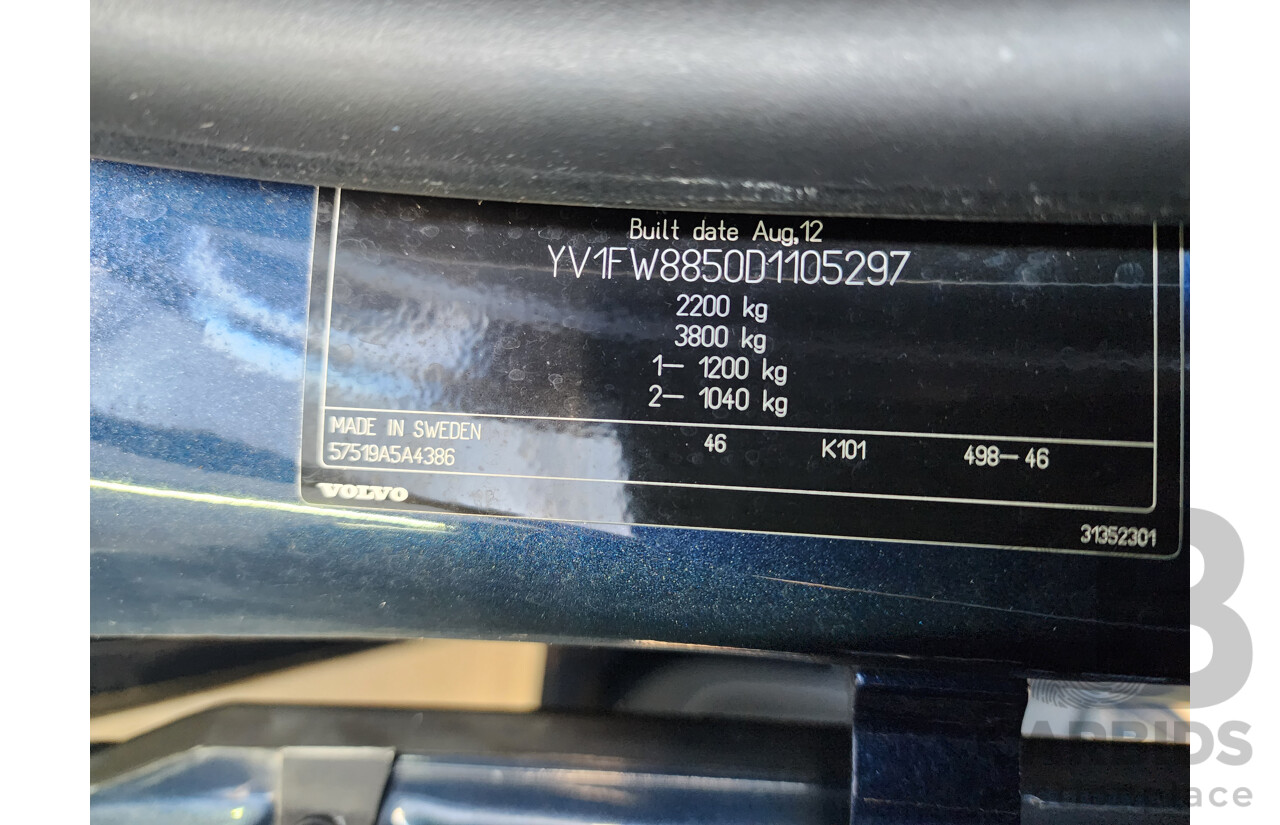 Built date Aug,12
YV1FW8850D1105297
2200 kg
3800 kg
1– 1200 kg
2– 1040 kg
MADE IN SWEDEN 46 K101 498–46
57519A5A4386
VOLVO
31352301